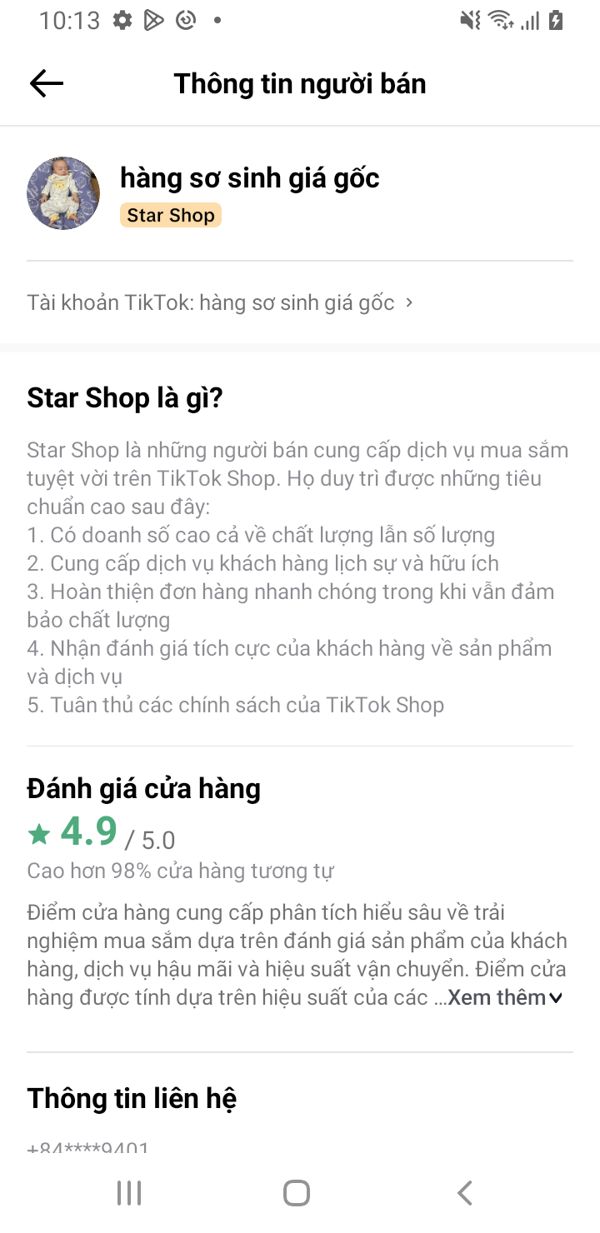 10:13
Thông tin người bán
hàng sơ sinh giá gốc
Star Shop
Tài khoản TikTok: hàng sơ sinh giá gốc >
Star Shop là gì?
Star Shop là những người bán cung cấp dịch vụ mua sắm
tuyệt vời trên TikTok Shop. Họ duy trì được những tiêu
chuẩn cao sau đây:
1. Có doanh số cao cả về chất lượng lẫn số lượng
2. Cung cấp dịch vụ khách hàng lịch sự và hữu ích
3. Hoàn thiện đơn hàng nhanh chóng trong khi vẫn đảm
bảo chất lượng
4. Nhận đánh giá tích cực của khách hàng về sản phẩm
và dịch vụ
5. Tuân thủ các chính sách của TikTok Shop
Đánh giá cửa hàng
4.9 / 5.0
Cao hơn 98% cửa hàng tương tự
Điểm cửa hàng cung cấp phân tích hiểu sâu về trải
nghiệm mua sắm dựa trên đánh giá sản phẩm của khách
hàng, dịch vụ hậu mãi và hiệu suất vận chuyển. Điểm cửa
hàng được tính dựa trên hiệu suất của các ...Xem thêm
Thông tin liên hệ
+84****9401